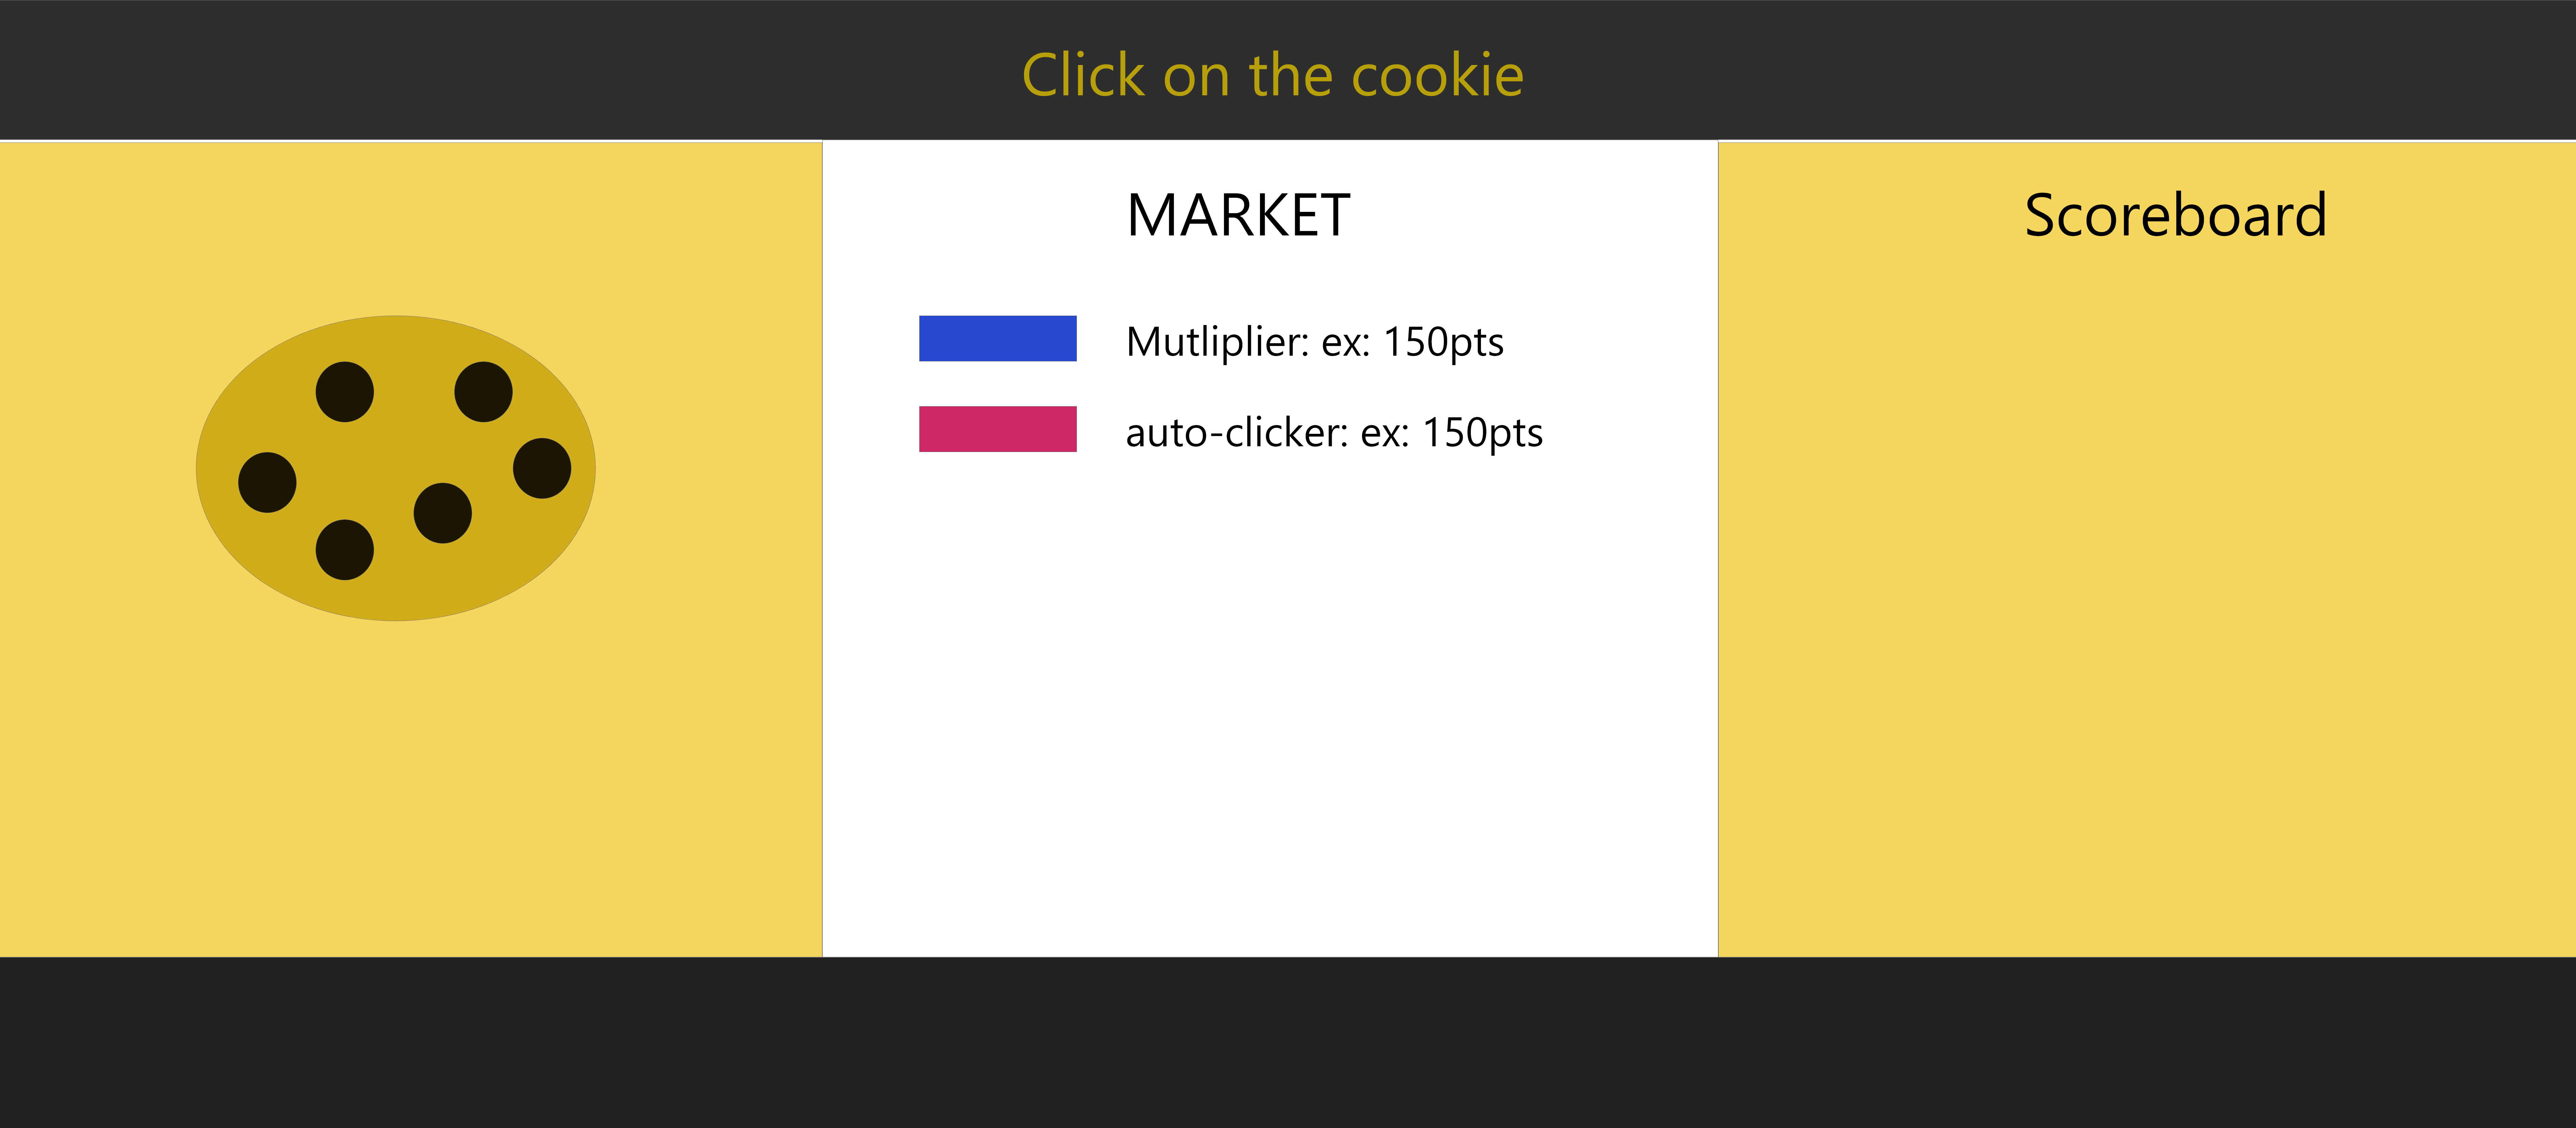 Click on the cookie
MARKET
Mutliplier: ex: 150pts
auto-clicker: ex: 150pts
Scoreboard